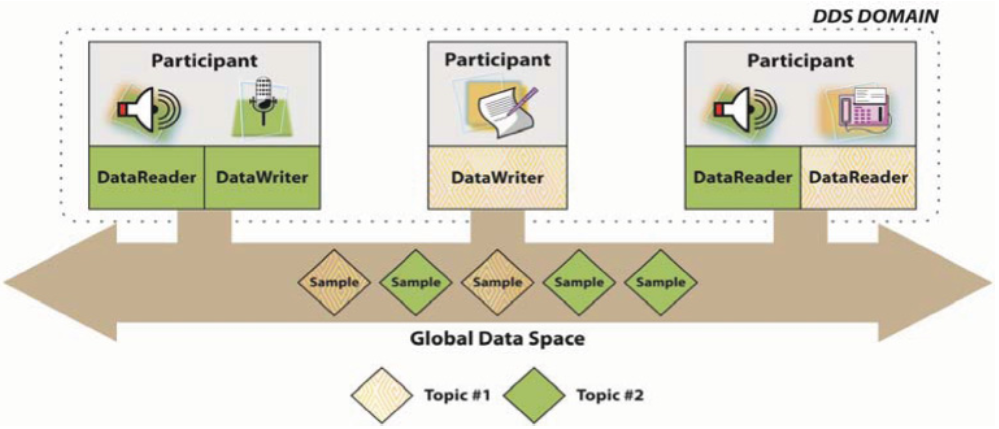 DDS DOMAIN
Participant
Participant
Participant
DataReader
DataWriter
DataWriter
DataReader
DataReader
Sample
Sample
Sample
Sample
Sample
Global Data Space
Topic #1
Topic #2